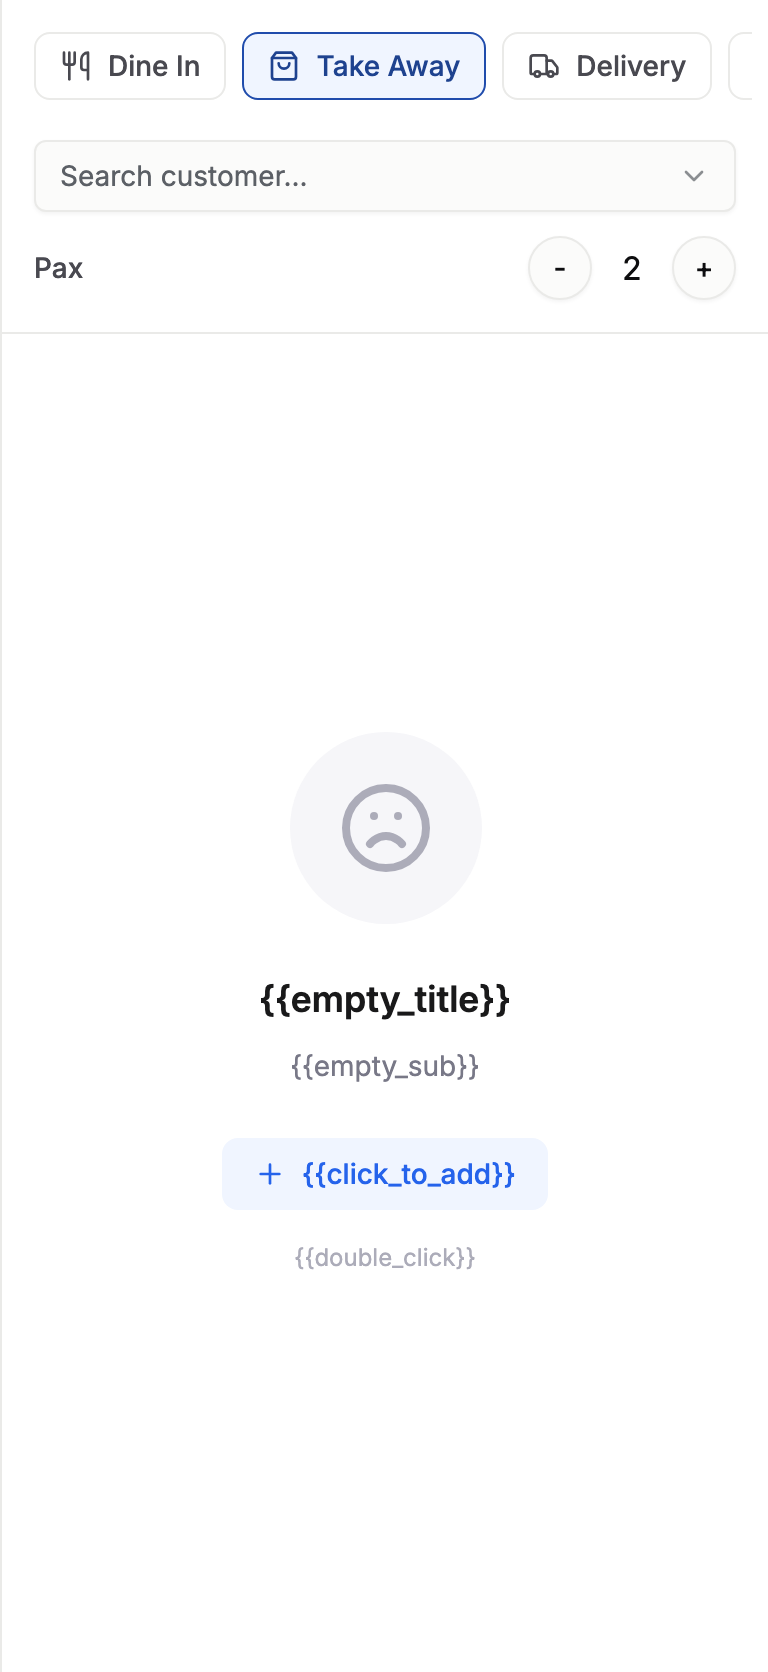 Dine In
Take Away
Delivery
Search customer...
Pax
- 2 +
{{empty_title}}
{{empty_sub}}
+ {{click_to_add}}
{{double_click}}